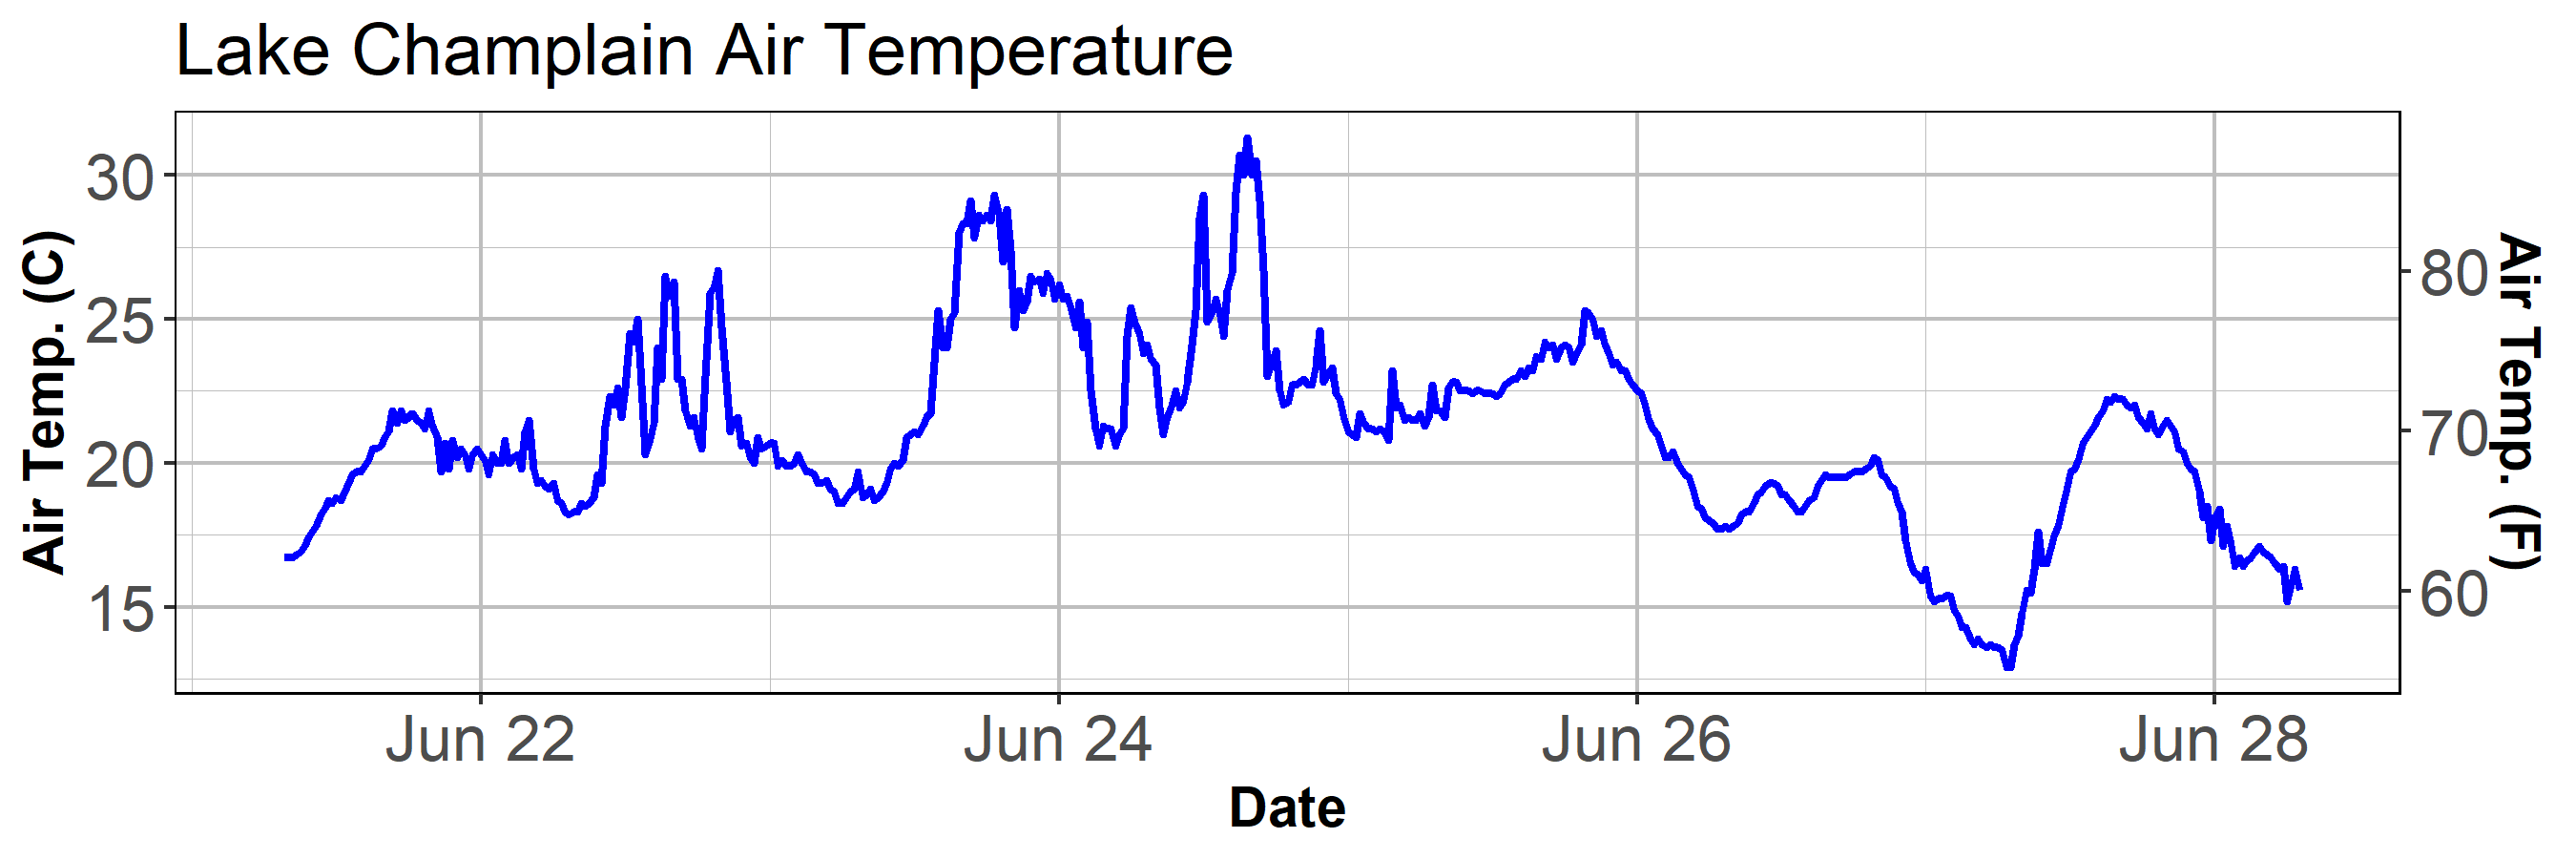 Lake Champlain Air Temperature
30
25
20
15
Air Temp. (C)
80
70
60
Air Temp. (F)
Jun 22
Jun 24
Jun 26
Jun 28
Date